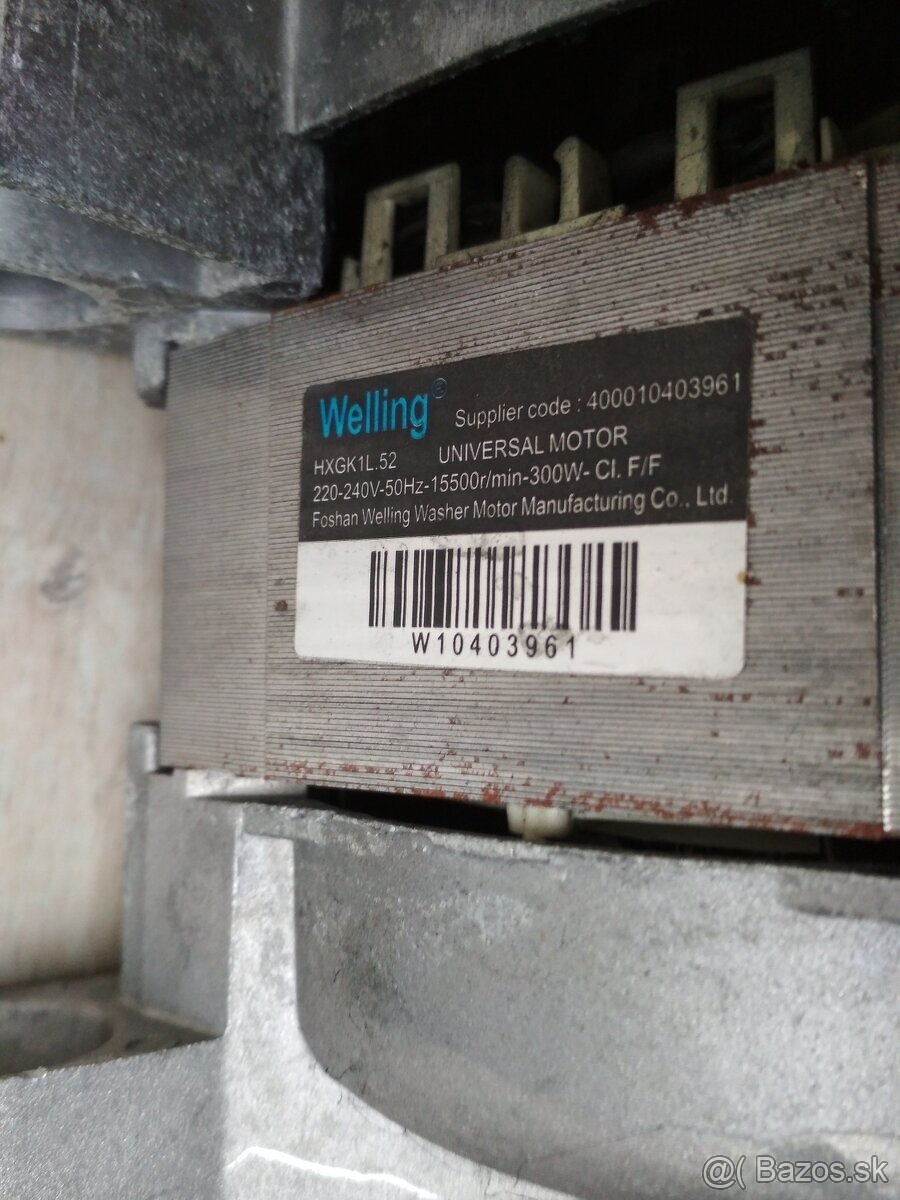 Welling® Supplier code : 400010403961
HXGK1L.52 UNIVERSAL MOTOR
220-240V-50Hz-15500r/min-300W- Cl. F/F
Foshan Welling Washer Motor Manufacturing Co., Ltd.
W10403961
@( Bazos.sk